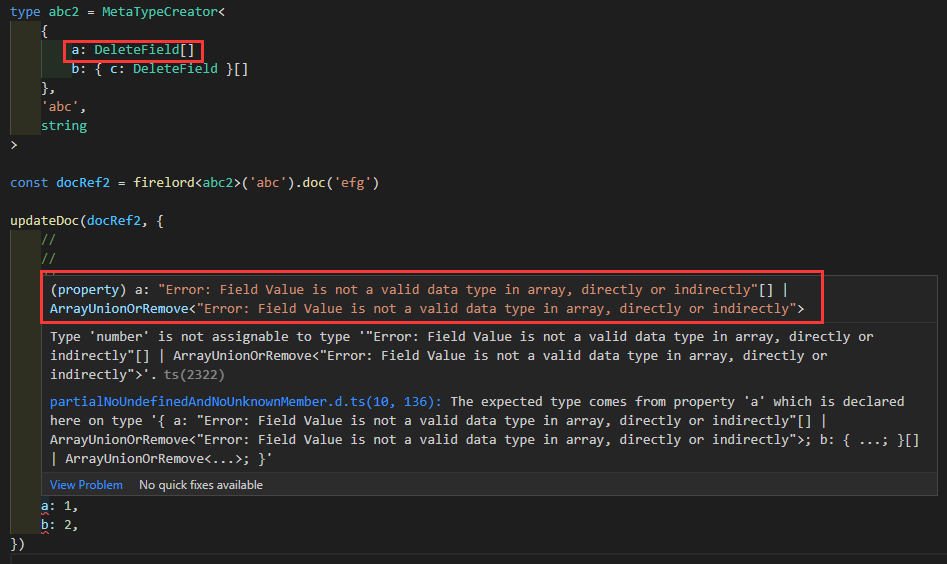 type abc2 = MetaTypeCreator<
{
a: DeleteField[]
b: { c: DeleteField }[]
},
'abc',
string
>
const docRef2 = firelord<abc2>('abc').doc('efg')
updateDoc(docRef2, {
//
//
(property) a: "Error: Field Value is not a valid data type in array, directly or indirectly"[] |
ArrayUnionOrRemove<"Error: Field Value is not a valid data type in array, directly or indirectly">
Type 'number' is not assignable to type '"Error: Field Value is not a valid data type in array, directly or
indirectly"[] | ArrayUnionOrRemove<"Error: Field Value is not a valid data type in array, directly or
indirectly">'. ts(2322)
partialNoUndefinedAndNoUnknownMember.d.ts(10, 136): The expected type comes from property 'a' which is declared
here on type '{ a: "Error: Field Value is not a valid data type in array, directly or indirectly"[] |
ArrayUnionOrRemove<"Error: Field Value is not a valid data type in array, directly or indirectly">; b: { ...; }[]
| ArrayUnionOrRemove<...>; }'
View Problem No quick fixes available
a: 1,
b: 2,
})